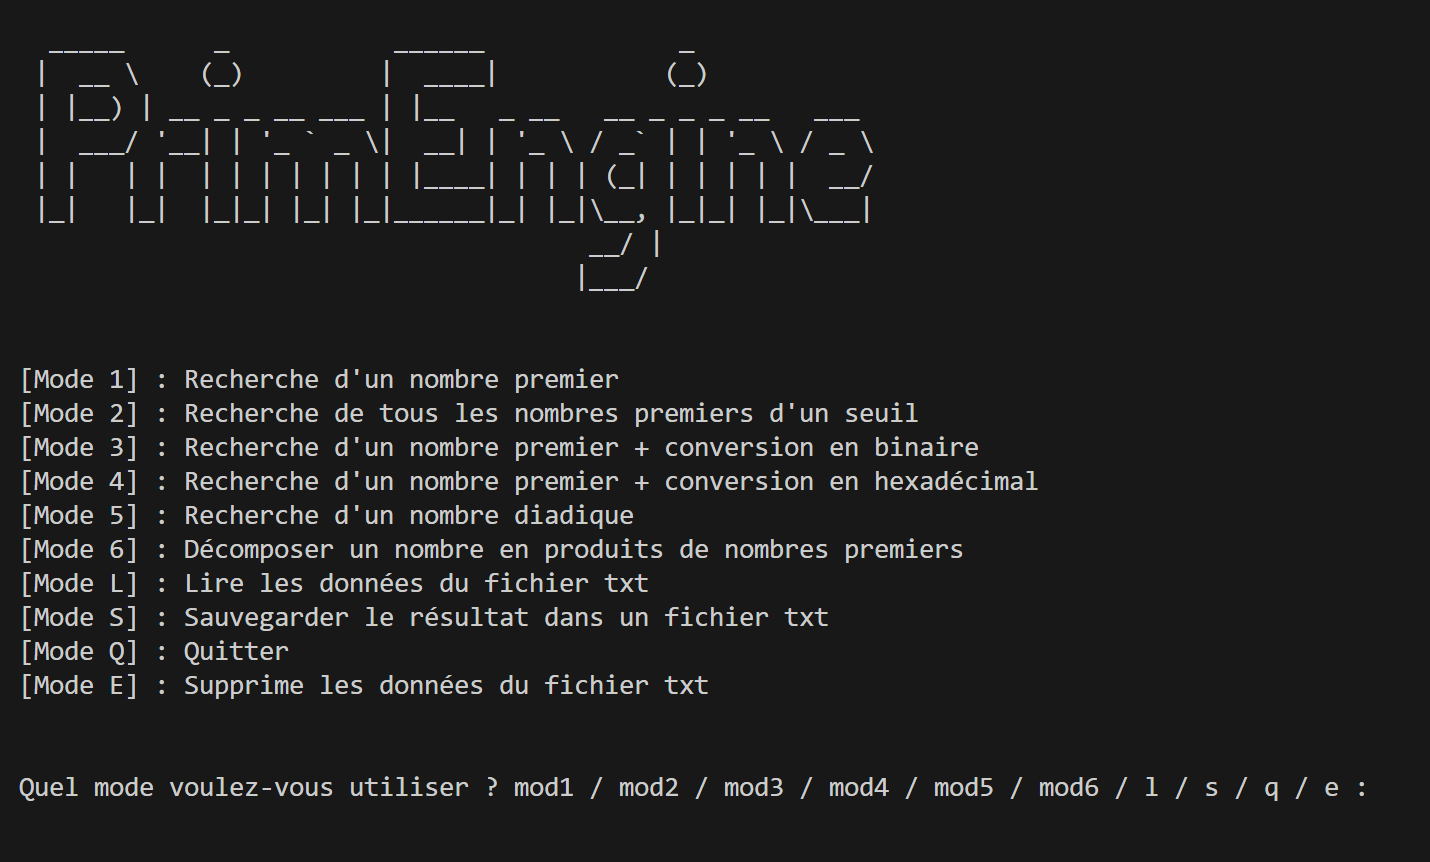 PrimEngine
[Mode 1] : Recherche d'un nombre premier
[Mode 2] : Recherche de tous les nombres premiers d'un seuil
[Mode 3] : Recherche d'un nombre premier + conversion en binaire
[Mode 4] : Recherche d'un nombre premier + conversion en hexadécimal
[Mode 5] : Recherche d'un nombre diadique
[Mode 6] : Décomposer un nombre en produits de nombres premiers
[Mode L] : Lire les données du fichier txt
[Mode S] : Sauvegarder le résultat dans un fichier txt
[Mode Q] : Quitter
[Mode E] : Supprime les données du fichier txt
Quel mode voulez-vous utiliser ? mod1 / mod2 / mod3 / mod4 / mod5 / mod6 / l / s / q / e :